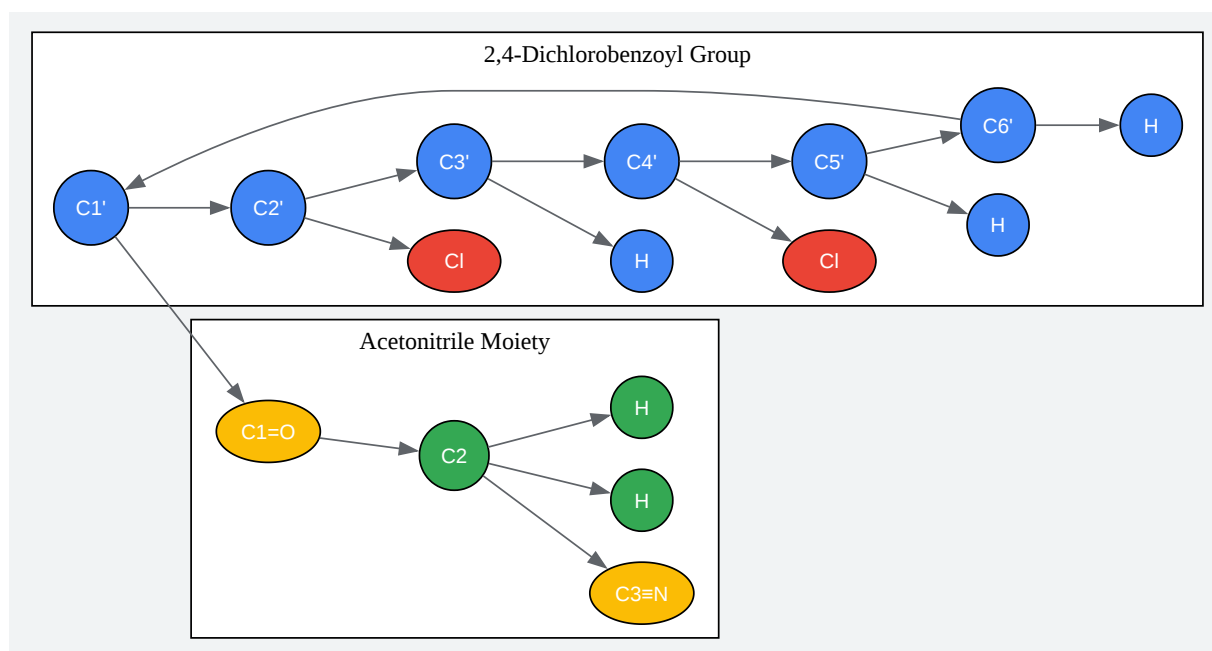 2,4-Dichlorobenzoyl Group
C1'
C2'
C3'
C4'
C5'
C6'
H
Cl
H
Cl
H
Acetonitrile Moiety
C1=O
C2
H
H
C3≡N